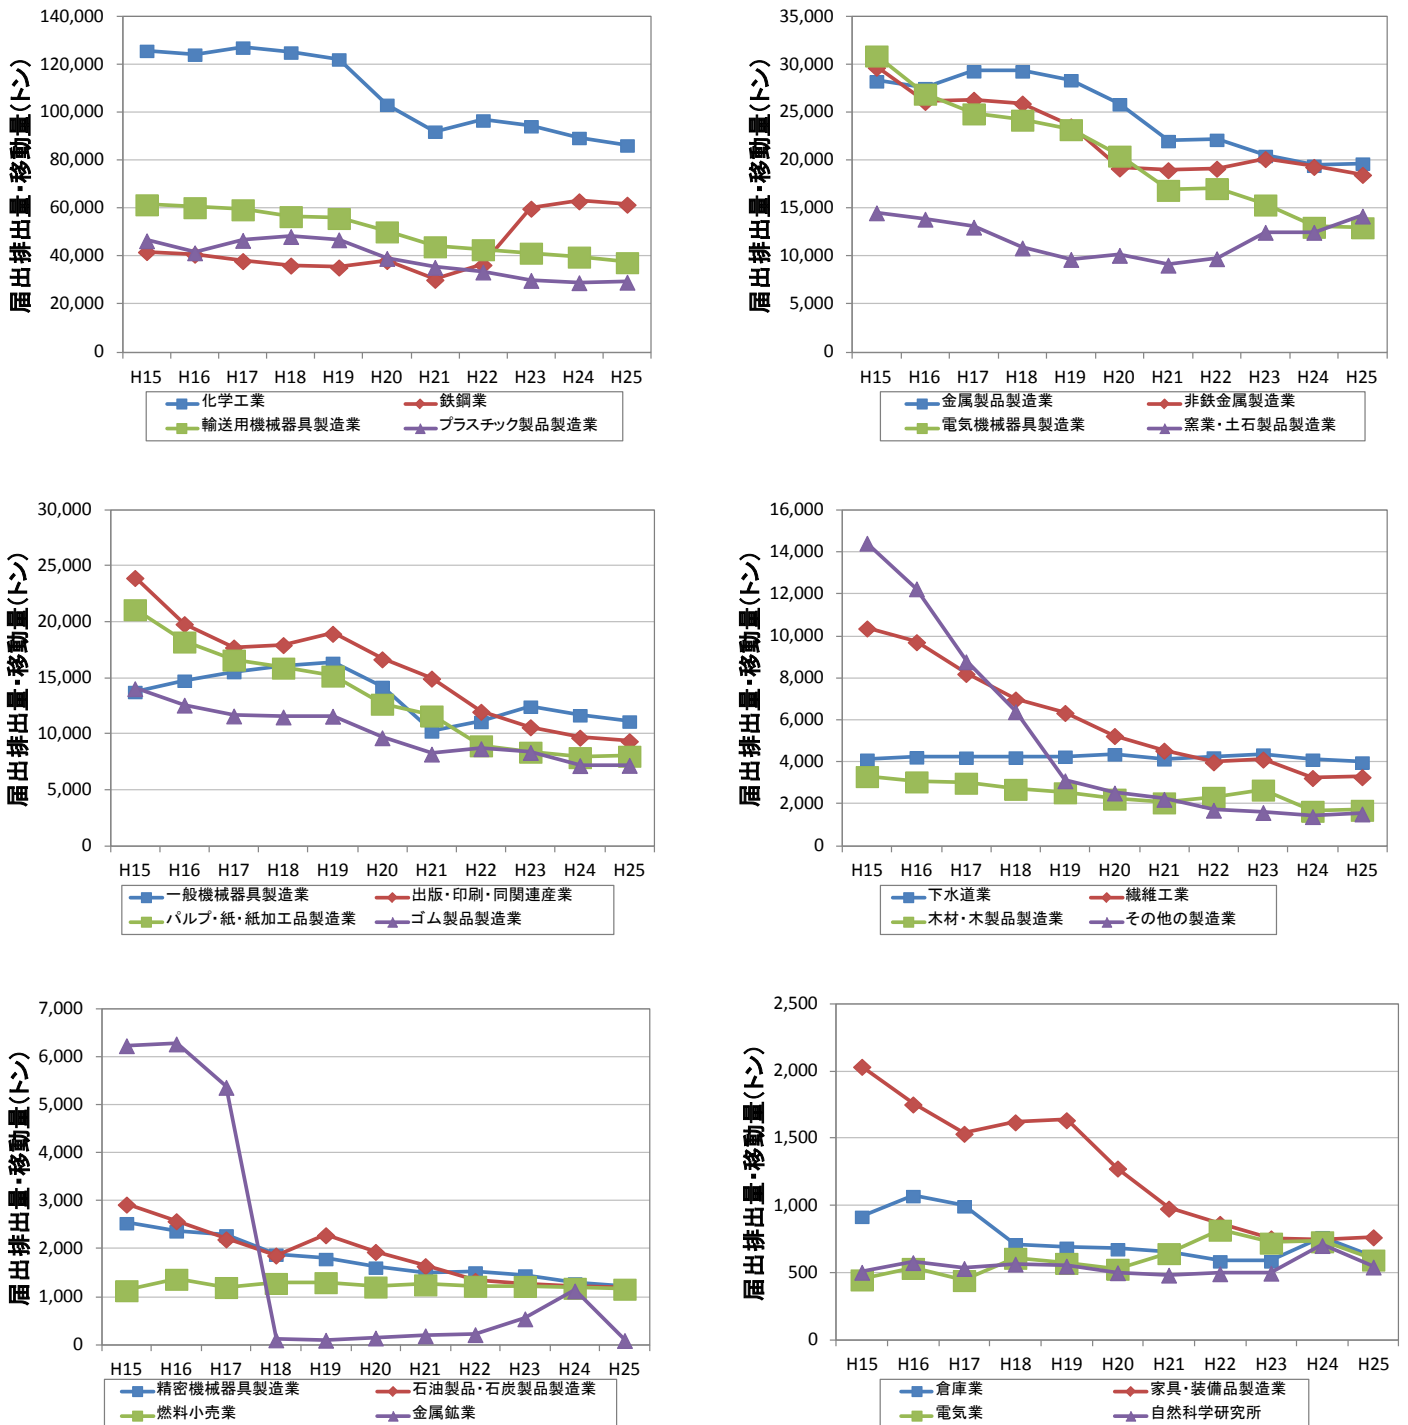 届出排出量・移動量(トン)
140,000
120,000
100,000
80,000
60,000
40,000
20,000
0
H15 H16 H17 H18 H19 H20 H21 H22 H23 H24 H25
化学工業 鉄鋼業
輸送用機械器具製造業 プラスチック製品製造業
届出排出量・移動量(トン)
35,000
30,000
25,000
20,000
15,000
10,000
5,000
0
H15 H16 H17 H18 H19 H20 H21 H22 H23 H24 H25
金属製品製造業 非鉄金属製造業
電気機械器具製造業 窯業・土石製品製造業
届出排出量・移動量(トン)
30,000
25,000
20,000
15,000
10,000
5,000
0
H15 H16 H17 H18 H19 H20 H21 H22 H23 H24 H25
一般機械器具製造業 出版・印刷・同関連産業
パルプ・紙・紙加工品製造業 ゴム製品製造業
届出排出量・移動量(トン)
16,000
14,000
12,000
10,000
8,000
6,000
4,000
2,000
0
H15 H16 H17 H18 H19 H20 H21 H22 H23 H24 H25
下水道業 繊維工業
木材・木製品製造業 その他の製造業
届出排出量・移動量(トン)
7,000
6,000
5,000
4,000
3,000
2,000
1,000
0
H15 H16 H17 H18 H19 H20 H21 H22 H23 H24 H25
精密機械器具製造業 石油製品・石炭製品製造業
燃料小売業 金属鉱業
届出排出量・移動量(トン)
2,500
2,000
1,500
1,000
500
0
H15 H16 H17 H18 H19 H20 H21 H22 H23 H24 H25
倉庫業 家具・装備品製造業
電気業 自然科学研究所